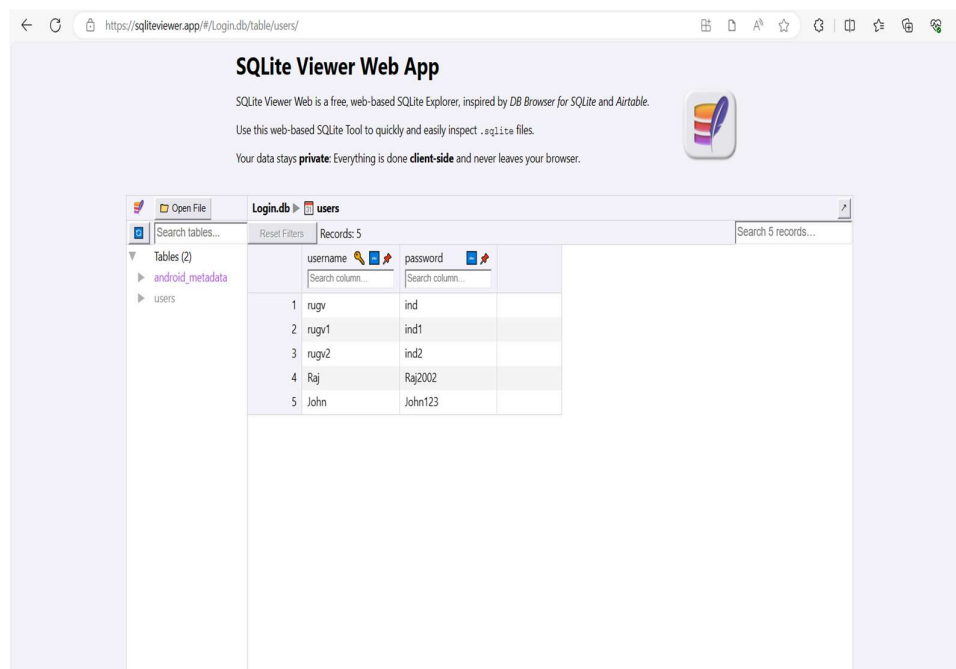 https://sqliteviewer.app/#/Login.db/table/users/
SQLite Viewer Web App
SQLite Viewer Web is a free, web-based SQLite Explorer, inspired by DB Browser for SQLite and Airtable.
Use this web-based SQLite Tool to quickly and easily inspect .sqlite files.
Your data stays private: Everything is done client-side and never leaves your browser.
Open File
Login.db ▶ users
Search tables...
Reset Filters Records: 5
Search 5 records...
Tables (2)
android_metadata
users
username password
Search column... Search column...
1 rugv ind
2 rugv1 ind1
3 rugv2 ind2
4 Raj Raj2002
5 John John123